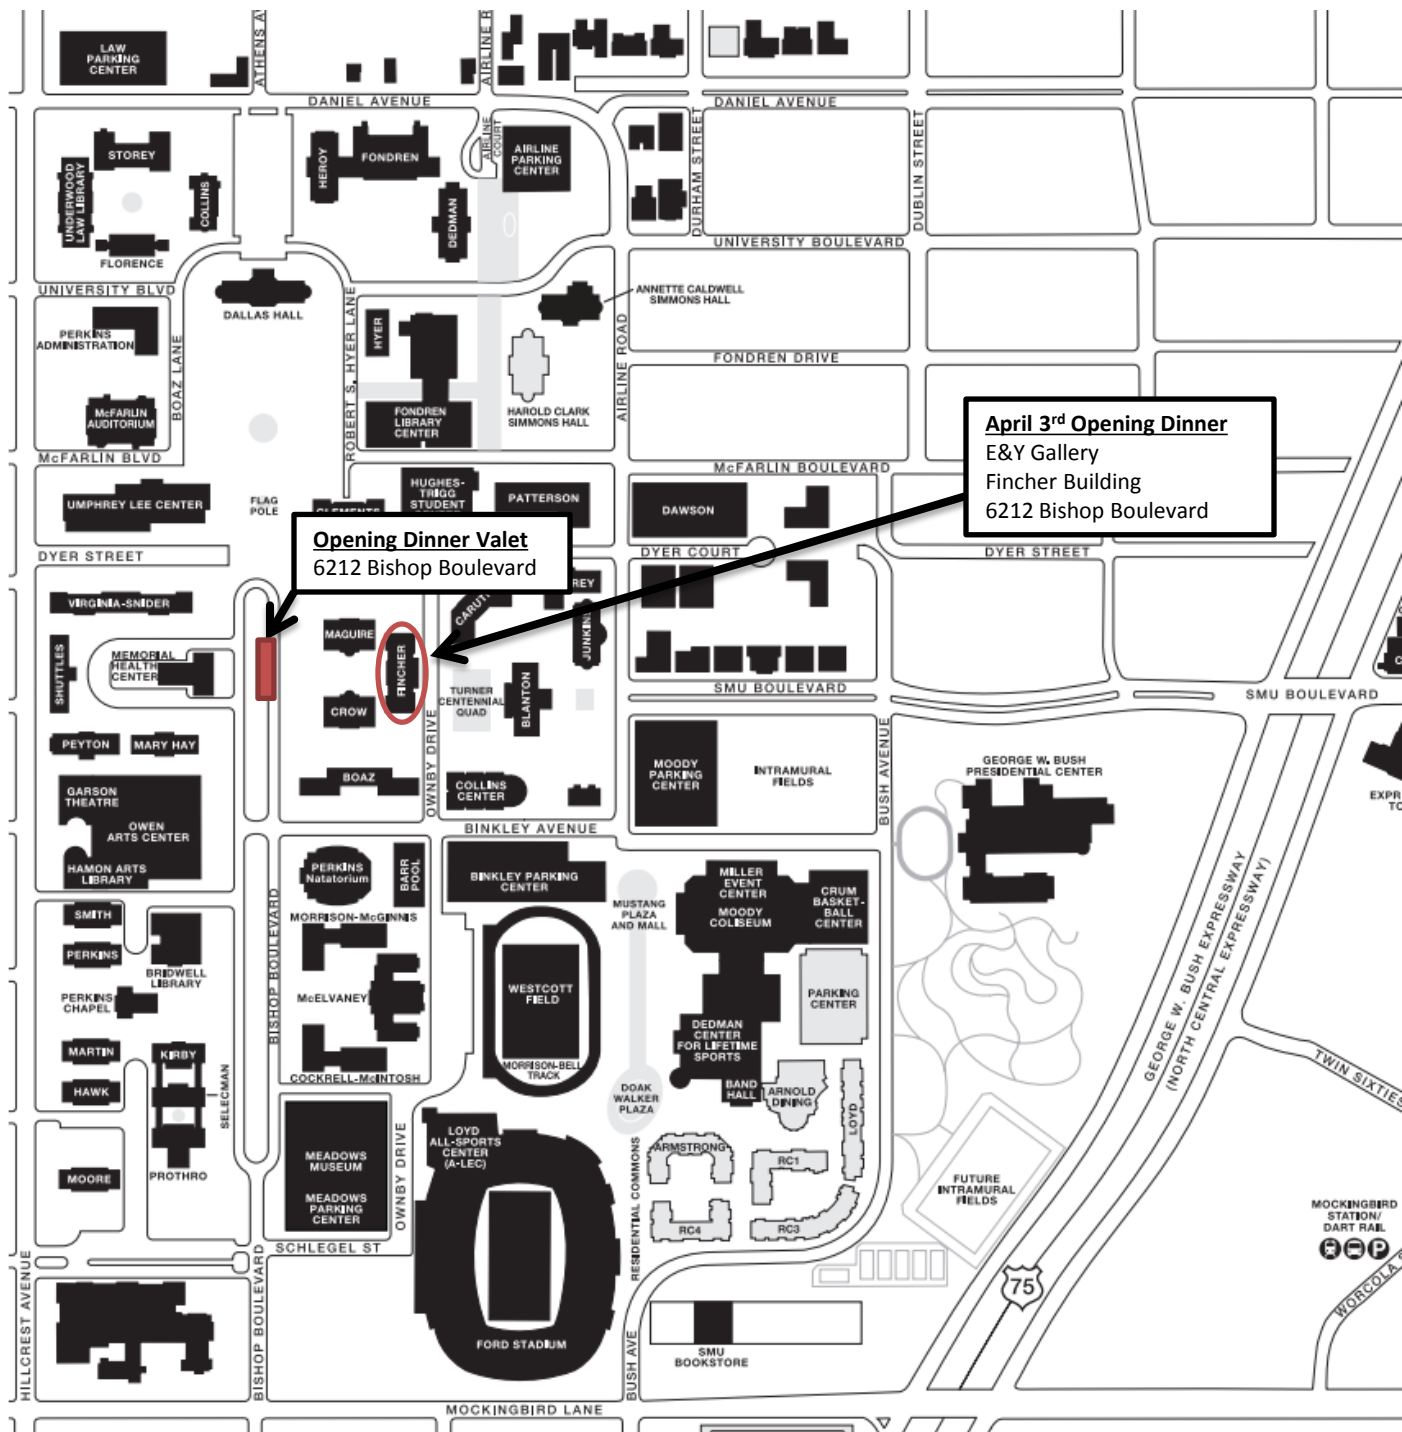 LAW
PARKING
CENTER
ATHENS A
AIRLINE R
DANIEL AVENUE
DANIEL AVENUE
STOREY
UNDERWOOD
LAW LIBRARY
COLLINS
FLORENCE
HEROY
FONDREN
DEDMAN
AIRLINE
COURT
AIRLINE
PARKING
CENTER
DURHAM STREET
DUBLIN STREET
UNIVERSITY BOULEVARD
UNIVERSITY BLVD
DALLAS HALL
ANNETTE CALDWELL
SIMMONS HALL
PERKINS
ADMINISTRATION
BOAZ LANE
ROBERT S. HYER LANE
HYER
AIRLINE ROAD
FONDREN DRIVE
McFARLIN
AUDITORIUM
FONDREN
LIBRARY
CENTER
HAROLD CLARK
SIMMONS HALL
McFARLIN BLVD
McFARLIN BOULEVARD
April 3rd Opening Dinner
E&Y Gallery
Fincher Building
6212 Bishop Boulevard
UMPHREY LEE CENTER
FLAG
POLE
CLEMENTS
HUGHES-
TRIGG
STUDENT
PATTERSON
DAWSON
DYER STREET
DYER COURT
DYER STREET
Opening Dinner Valet
6212 Bishop Boulevard
VIRGINIA-SNIDER
CARUT
REY
JUNKIN
SHUTTLES
MEMORIAL
HEALTH
CENTER
MAGUIRE
FINCHER
CROW
TURNER
CENTENNIAL
QUAD
BLANTON
SMU BOULEVARD
SMU BOULEVARD
C
PEYTON
MARY HAY
BOAZ
OWNBY DRIVE
COLLINS
CENTER
MOODY
PARKING
CENTER
INTRAMURAL
FIELDS
BUSH AVENUE
GEORGE W. BUSH
PRESIDENTIAL CENTER
EXPR
TO
GARSON
THEATRE
OWEN
ARTS CENTER
HAMON ARTS
LIBRARY
BINKLEY AVENUE
PERKINS
Natatorium
BARR
POOL
BINKLEY PARKING
CENTER
MUSTANG
PLAZA
AND MALL
MILLER
EVENT
CENTER
MOODY
COLISEUM
CRUM
BASKET-
BALL
CENTER
SMITH
PERKINS
BRIDWELL
LIBRARY
BISHOP BOULEVARD
MORRISON-McGINNIS
McELVANEY
COCKRELL-McINTOSH
WESTCOTT
FIELD
MORRISON-BELL
TRACK
PARKING
CENTER
GEORGE W. BUSH EXPRESSWAY
(NORTH CENTRAL EXPRESSWAY)
PERKINS
CHAPEL
MARTIN
HAWK
KIRBY
SELECMAN
PROTHRO
MOORE
DEDMAN
CENTER
FOR LIFETIME
SPORTS
BAND
HALL
ARNOLD
DINING
LOYD
DOAK
WALKER
PLAZA
TWIN SIXTIES
LOYD
ALL-SPORTS
CENTER
(A-LEC)
MEADOWS
MUSEUM
MEADOWS
PARKING
CENTER
OWNBY DRIVE
SCHLEGEL ST
ARMSTRONG
RC1
RC4
RC3
RESIDENTIAL COMMONS
FUTURE
INTRAMURAL
FIELDS
MOCKINGBIRD
STATION/
DART RAIL
P
WORCOLA S
75
HILLCREST AVENUE
BISHOP BOULEVARD
FORD STADIUM
BUSH AVE
SMU
BOOKSTORE
MOCKINGBIRD LANE